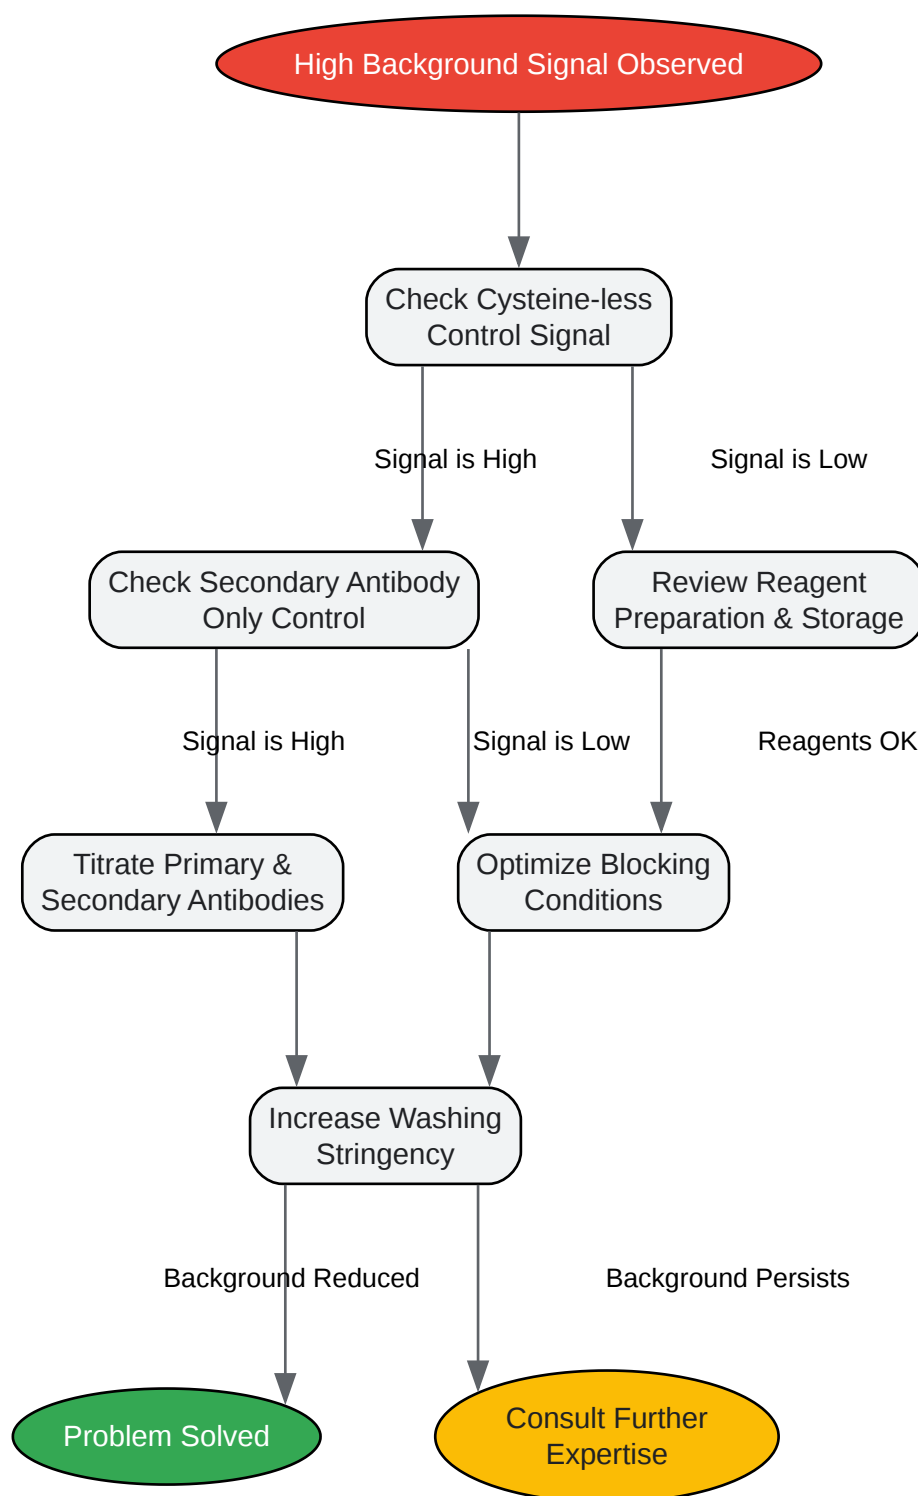 High Background Signal Observed
Check Cysteine-less
Control Signal
Signal is High
Signal is Low
Check Secondary Antibody
Only Control
Review Reagent
Preparation & Storage
Signal is High
Signal is Low
Reagents OK
Titrate Primary &
Secondary Antibodies
Optimize Blocking
Conditions
Increase Washing
Stringency
Background Reduced
Background Persists
Problem Solved
Consult Further
Expertise